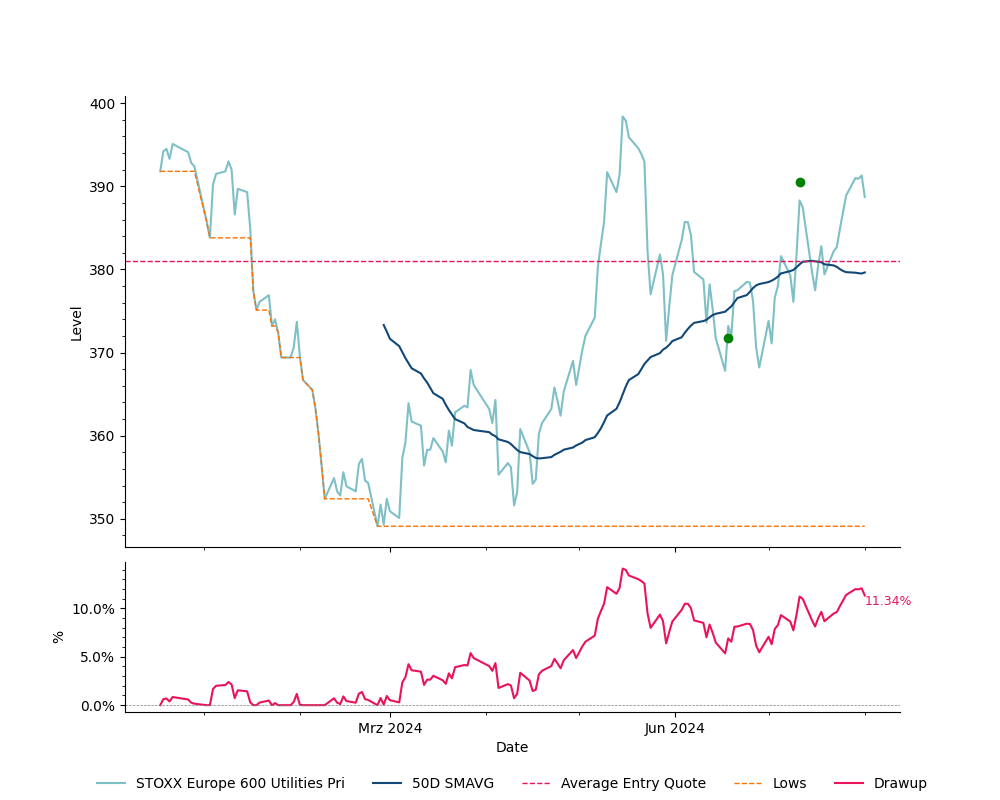 400
390
380
370
360
350
Level
10.0%
5.0%
0.0%
%
11.34%
Mrz 2024
Jun 2024
Date
STOXX Europe 600 Utilities Pri
50D SMAVG
Average Entry Quote
Lows
Drawup